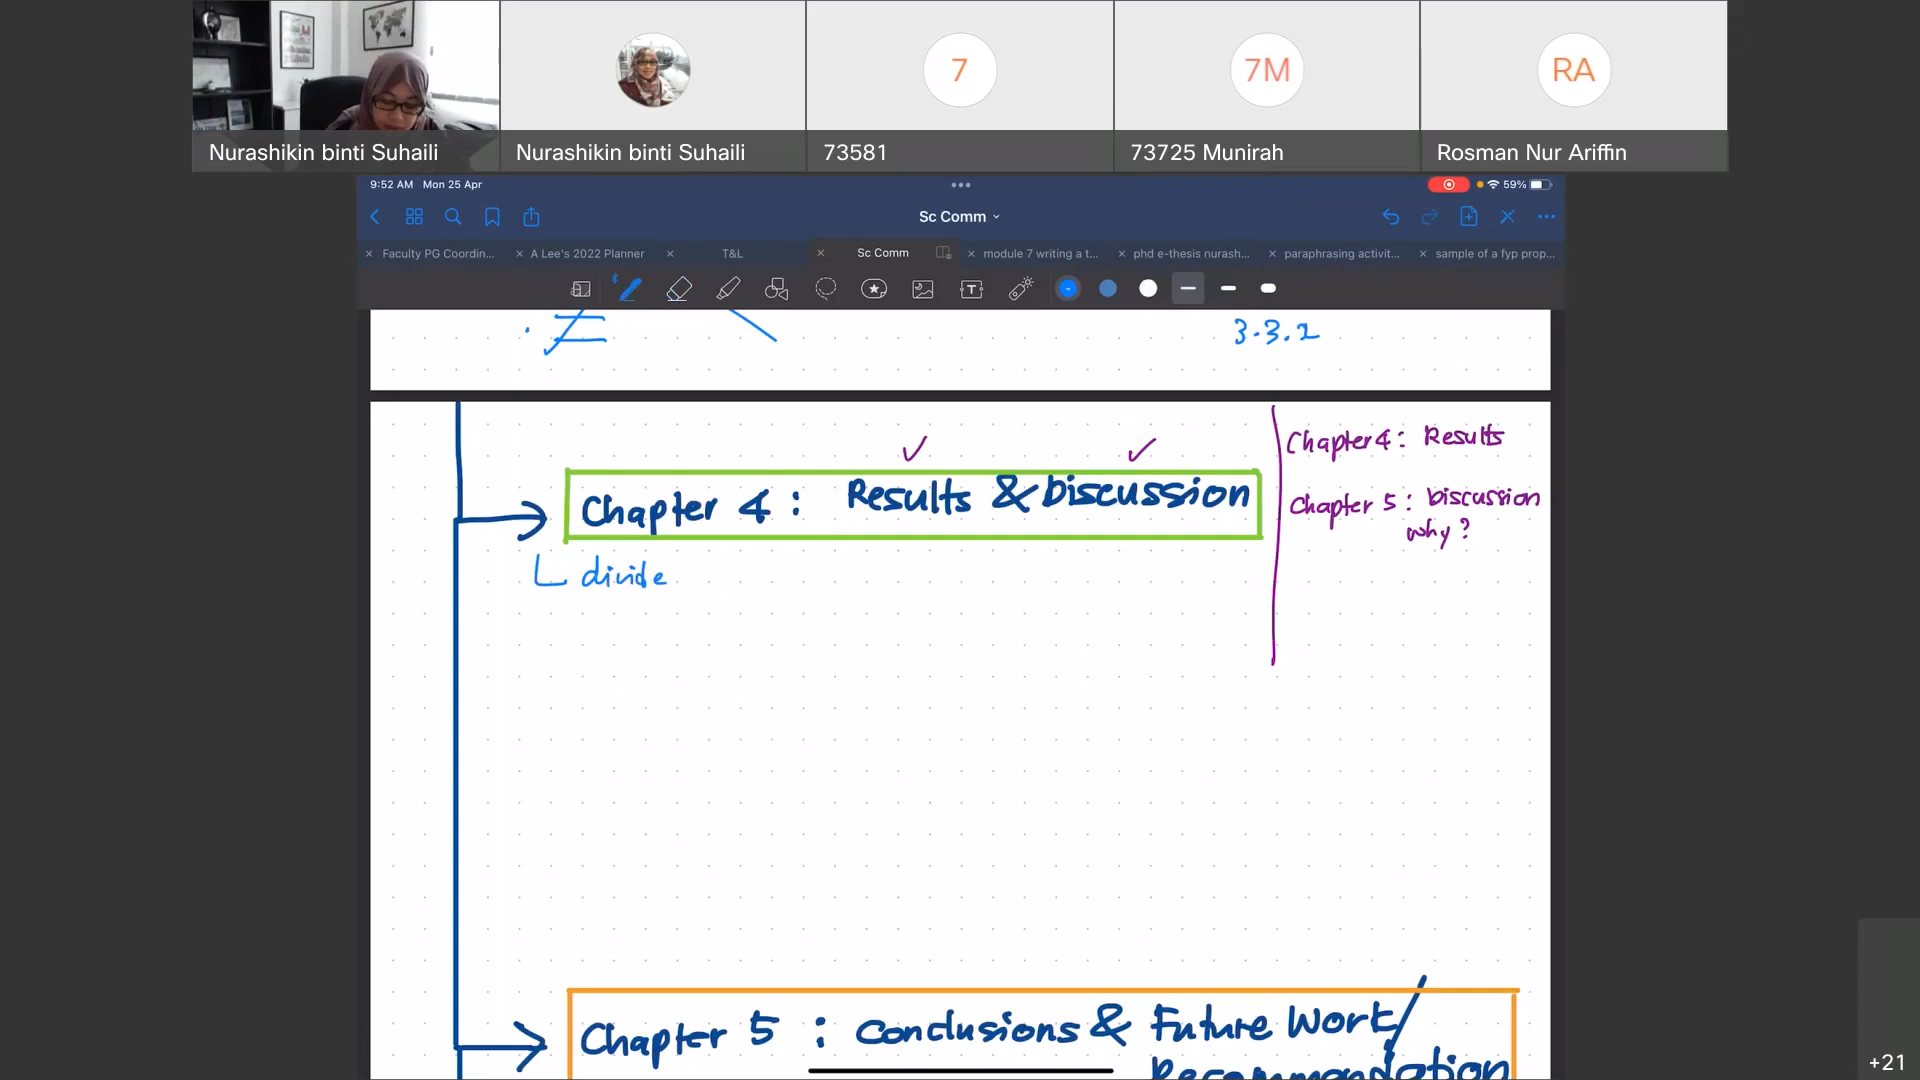 7
7M
RA
Nurashikin binti Suhaili
Nurashikin binti Suhaili
73581
73725 Munirah
Rosman Nur Ariffin
9:52 AM Mon 25 Apr
59%
Sc Comm
Faculty PG Coordin...
A Lee's 2022 Planner
T&L
Sc Comm
module 7 writing a t...
phd e-thesis nurash...
paraphrasing activit...
sample of a fyp prop...
3.3.2
Chapter 4 : Results
Chapter 4 : Results & Discussion
Chapter 5 : Discussion
why?
divide
Chapter 5 : Conclusions & Future Work/
Recommendation
+21